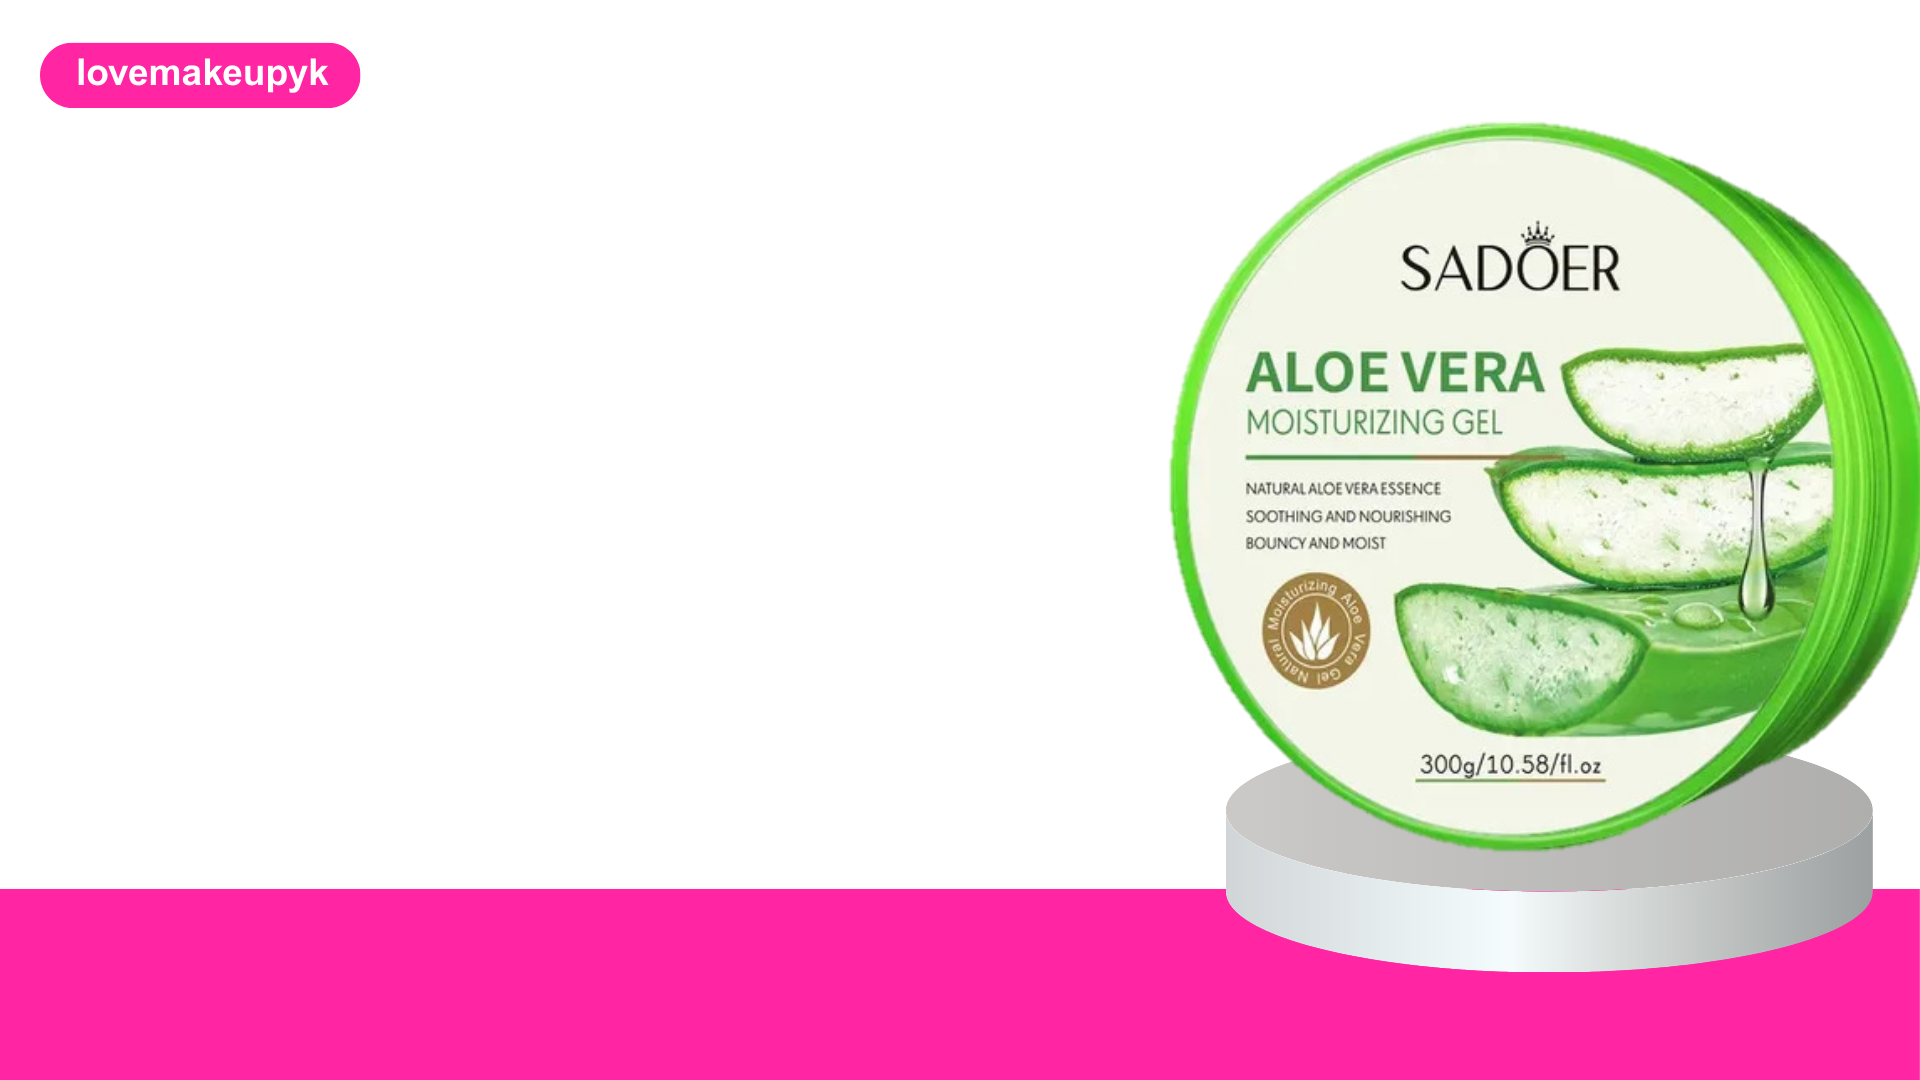 lovemakeupyk
SADOER
ALOE VERA
MOISTURIZING GEL
NATURAL ALOE VERA ESSENCE
SOOTHING AND NOURISHING
BOUNCY AND MOIST
Natural Moisturizing Aloe Vera Gel
300g/10.58/fl.oz